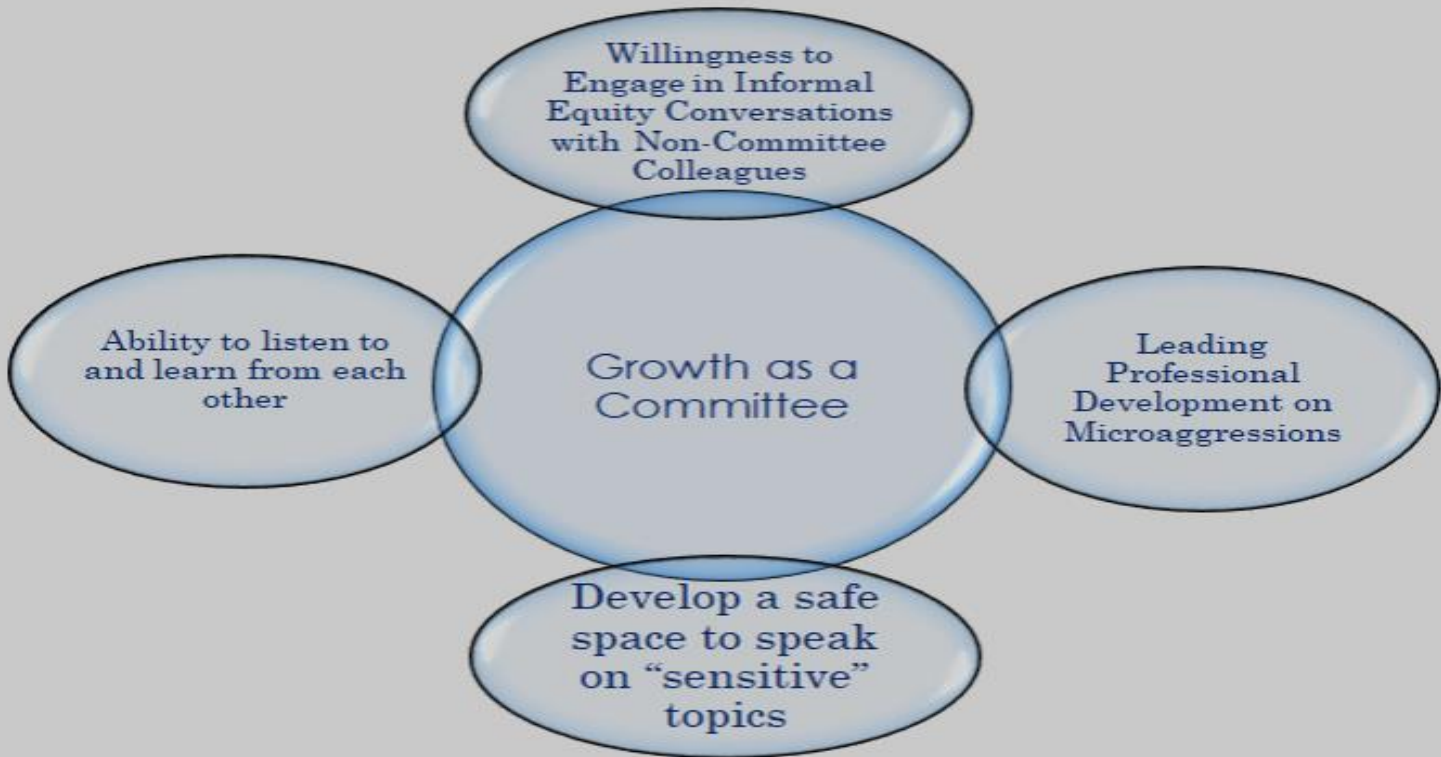 Willingness to
Engage in Informal
Equity Conversations
with Non-Committee
Colleagues
Ability to listen to
and learn from each
other
Growth as a
Committee
Leading
Professional
Development on
Microaggressions
Develop a safe
space to speak
on “sensitive”
topics